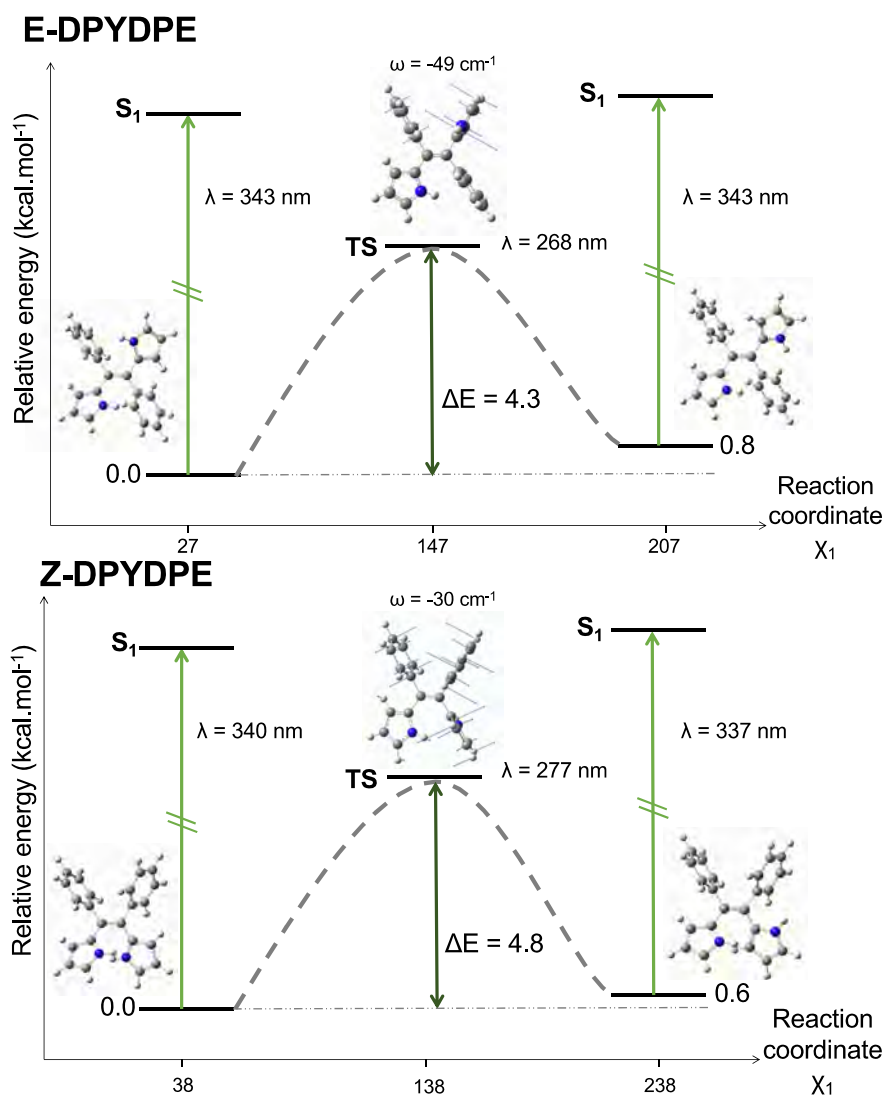 E-DPYDPE
ω = -49 cm-1
S1
S1
λ = 343 nm
λ = 343 nm
TS
λ = 268 nm
ΔE = 4.3
0.0
0.8
Relative energy (kcal.mol-1)
Reaction
coordinate
27
147
207
χ1
Z-DPYDPE
ω = -30 cm-1
S1
S1
λ = 340 nm
λ = 337 nm
TS
λ = 277 nm
ΔE = 4.8
0.0
0.6
Relative energy (kcal.mol-1)
Reaction
coordinate
38
138
238
χ1